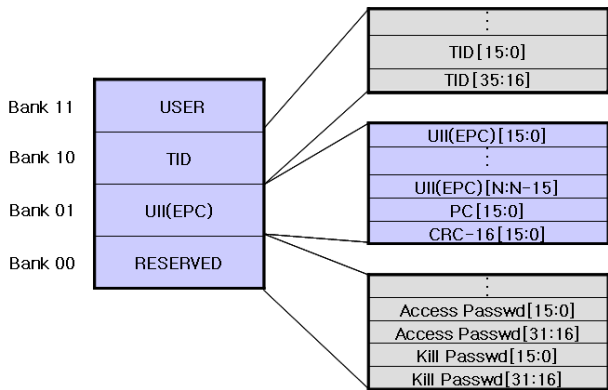 Bank 11
Bank 10
Bank 01
Bank 00
USER
TID
UII(EPC)
RESERVED
⋮
TID[15:0]
TID[35:16]
UII(EPC)[15:0]
⋮
UII(EPC)[N:N-15]
PC[15:0]
CRC-16[15:0]
⋮
Access Passwd[15:0]
Access Passwd[31:16]
Kill Passwd[15:0]
Kill Passwd[31:16]